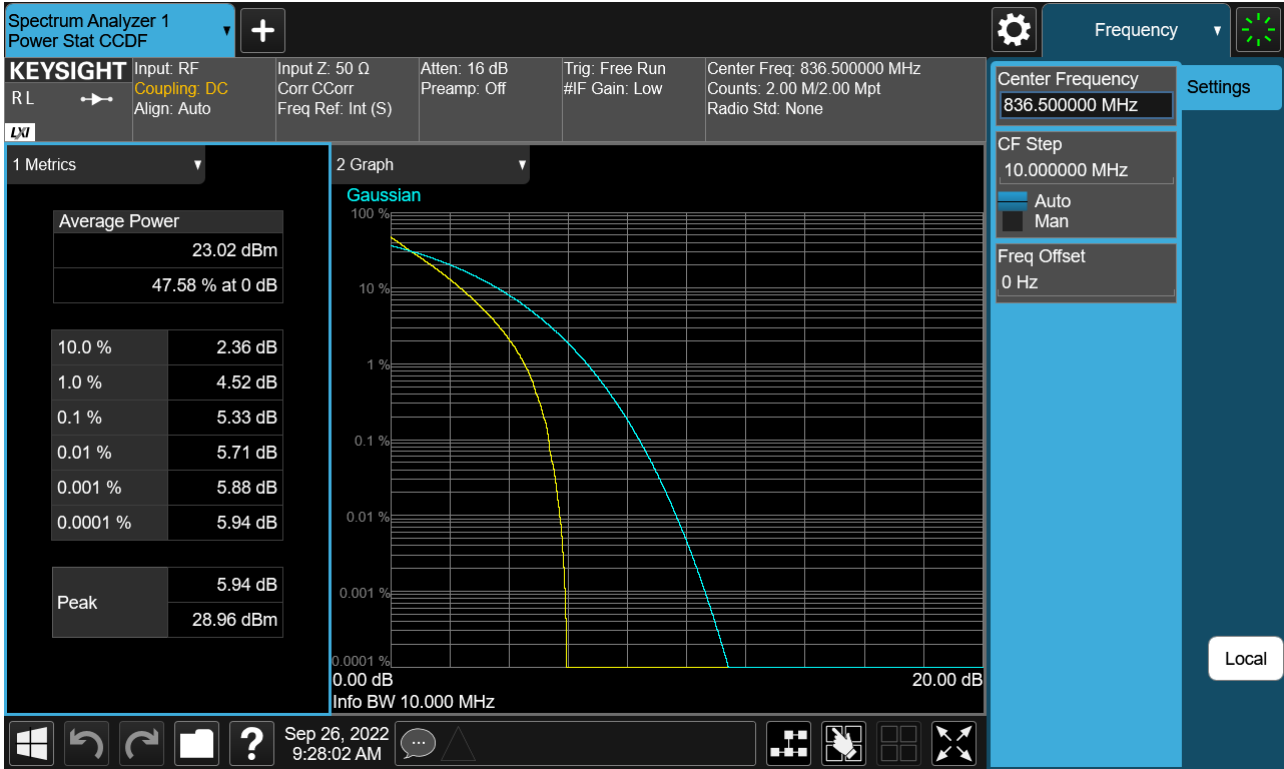 Spectrum Analyzer 1
Power Stat CCDF
Frequency
KEYSIGHT
R L
LXI
Input: RF
Coupling: DC
Align: Auto
Input Z: 50 Ω
Corr CCorr
Freq Ref: Int (S)
Atten: 16 dB
Preamp: Off
Trig: Free Run
#IF Gain: Low
Center Freq: 836.500000 MHz
Counts: 2.00 M/2.00 Mpt
Radio Std: None
Center Frequency
836.500000 MHz
Settings
CF Step
10.000000 MHz
Auto
Man
Freq Offset
0 Hz
1 Metrics
Average Power
23.02 dBm
47.58 % at 0 dB
10.0 % 2.36 dB
1.0 % 4.52 dB
0.1 % 5.33 dB
0.01 % 5.71 dB
0.001 % 5.88 dB
0.0001 % 5.94 dB
Peak
5.94 dB
28.96 dBm
2 Graph
Gaussian
100 %
10 %
1 %
0.1 %
0.01 %
0.001 %
0.0001 %
0.00 dB 20.00 dB
Info BW 10.000 MHz
Local
?
Sep 26, 2022
9:28:02 AM